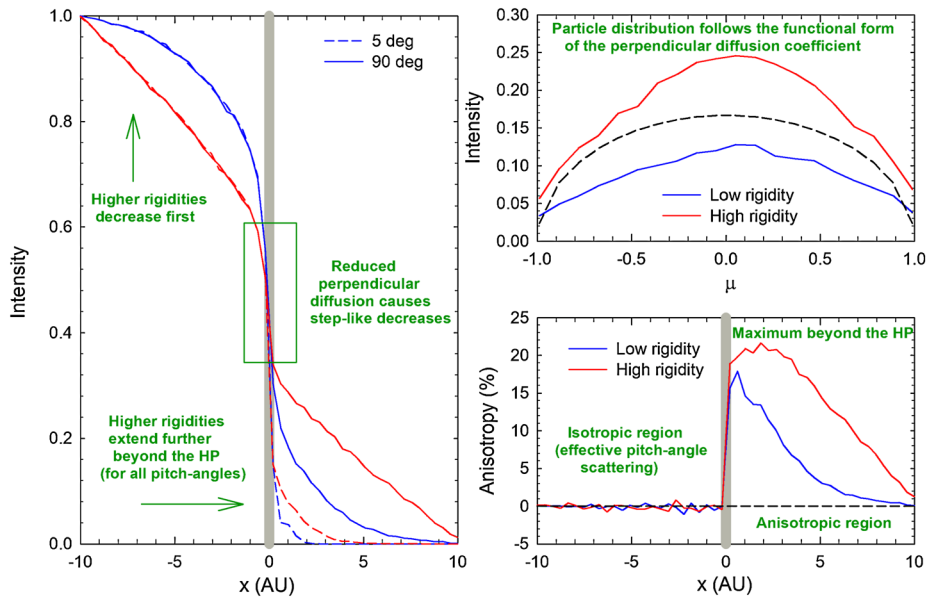 1.0
0.8
0.6
0.4
0.2
0.0
Intensity
-10
-5
0
5
10
x (AU)
5 deg
90 deg
Higher rigidities
decrease first
Reduced
perpendicular
diffusion causes
step-like decreases
Higher rigidities
extend further
beyond the HP
(for all pitch-angles)
0.30
0.25
0.20
0.15
0.10
0.05
0.00
Intensity
-1.0
-0.5
0.0
0.5
1.0
μ
Particle distribution follows the functional form
of the perpendicular diffusion coefficient
Low rigidity
High rigidity
25
20
15
10
5
0
-5
Anisotropy (%)
-10
-5
0
5
10
x (AU)
Low rigidity
High rigidity
Maximum beyond the HP
Isotropic region
(effective pitch-angle
scattering)
Anisotropic region